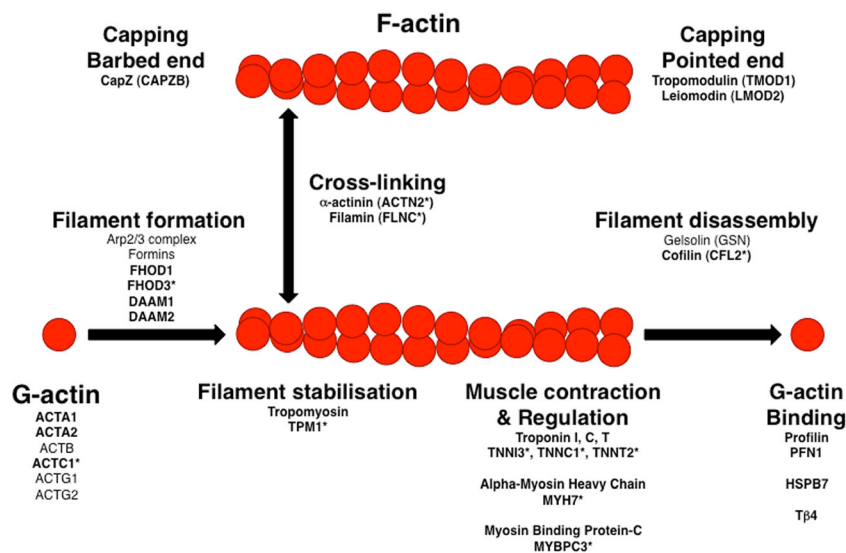 F-actin
Capping
Barbed end
CapZ (CAPZB)
Capping
Pointed end
Tropomodulin (TMOD1)
Leiomodin (LMOD2)
Cross-linking
α-actinin (ACTN2*)
Filamin (FLNC*)
Filament formation
Arp2/3 complex
Formins
FHOD1
FHOD3*
DAAM1
DAAM2
Filament disassembly
Gelsolin (GSN)
Cofilin (CFL2*)
G-actin
ACTA1
ACTA2
ACTB
ACTC1*
ACTG1
ACTG2
Filament stabilisation
Tropomyosin
TPM1*
Muscle contraction
& Regulation
Troponin I, C, T
TNNI3*, TNNC1*, TNNT2*
Alpha-Myosin Heavy Chain
MYH7*
Myosin Binding Protein-C
MYBPC3*
G-actin
Binding
Profilin
PFN1
HSPB7
Tβ4